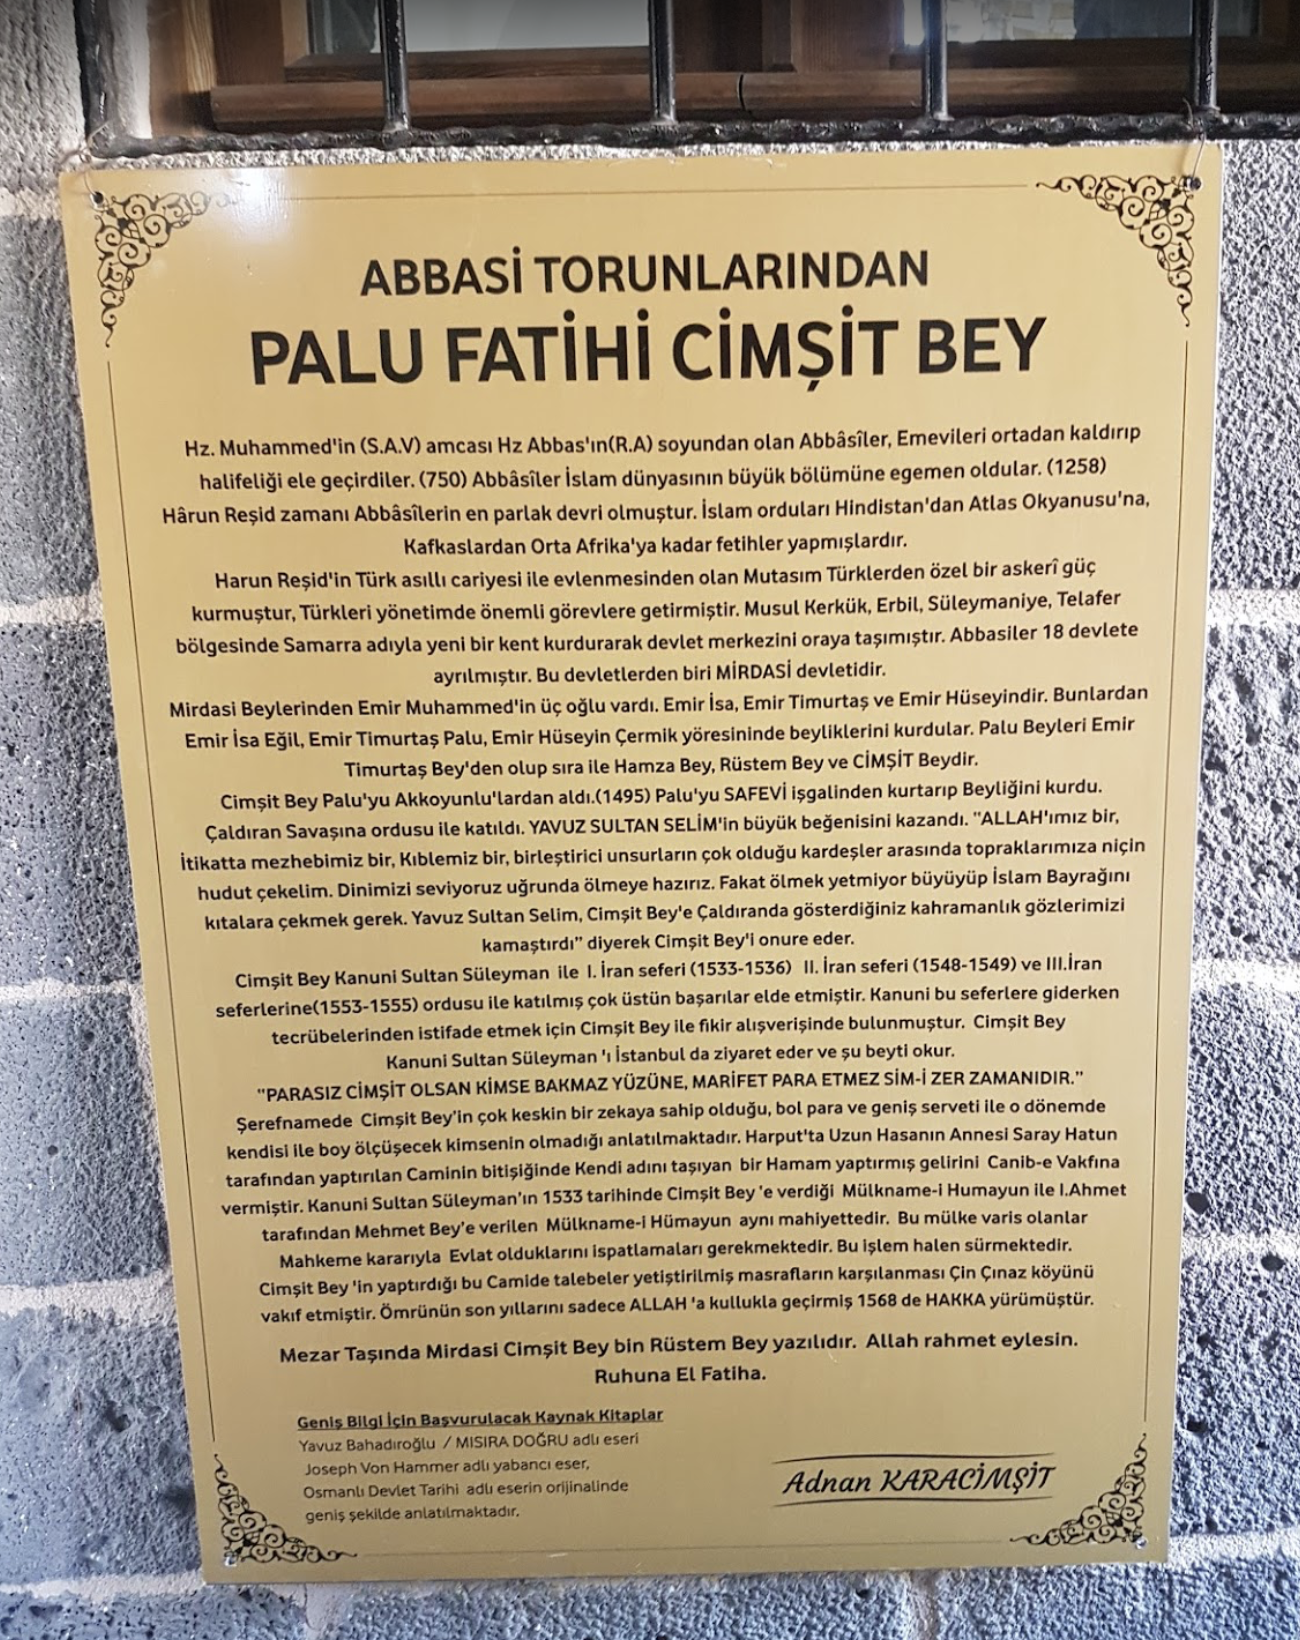 ABBASİ TORUNLARINDAN
PALU FATİHİ CİMŞİT BEY
Hz. Muhammed'in (S.A.V) amcası Hz Abbas'ın(R.A) soyundan olan Abbâsîler, Emevileri ortadan kaldırıp
halifeliği ele geçirdiler. (750) Abbâsîler İslam dünyasının büyük bölümüne egemen oldular. (1258)
Hârun Reşid zamanı Abbâsîlerin en parlak devri olmuştur. İslam orduları Hindistan'dan Atlas Okyanusu'na,
Kafkaslardan Orta Afrika'ya kadar fetihler yapmışlardır.
Harun Reşid'in Türk asıllı cariyesi ile evlenmesinden olan Mutasım Türklerden özel bir askerî güç
kurmuştur, Türkleri yönetimde önemli görevlere getirmiştir. Musul Kerkük, Erbil, Süleymaniye, Telafer
bölgesinde Samarra adıyla yeni bir kent kurdurarak devlet merkezini oraya taşımıştır. Abbasiler 18 devlete
ayrılmıştır. Bu devletlerden biri MİRDASİ devletidir.
Mirdasi Beylerinden Emir Muhammed'in üç oğlu vardı. Emir İsa, Emir Timurtaş ve Emir Hüseyindir. Bunlardan
Emir İsa Eğil, Emir Timurtaş Palu, Emir Hüseyin Çermik yöresininde beyliklerini kurdular. Palu Beyleri Emir
Timurtaş Bey'den olup sıra ile Hamza Bey, Rüstem Bey ve CİMŞİT Beydir.
Cimşit Bey Palu'yu Akkoyunlu'lardan aldı.(1495) Palu'yu SAFEVİ işgalinden kurtarıp Beyliğini kurdu.
Çaldıran Savaşına ordusu ile katıldı. YAVUZ SULTAN SELİM'in büyük beğenisini kazandı. "ALLAH'ımız bir,
İtikatta mezhebimiz bir, Kıblemiz bir, birleştirici unsurların çok olduğu kardeşler arasında topraklarımıza niçin
hudut çekelim. Dinimizi seviyoruz uğrunda ölmeye hazırız. Fakat ölmek yetmiyor büyüyüp İslam Bayrağını
kıtalara çekmek gerek. Yavuz Sultan Selim, Cimşit Bey'e Çaldıranda gösterdiğiniz kahramanlık gözlerimizi
kamaştırdı" diyerek Cimşit Bey'i onure eder.
Cimşit Bey Kanuni Sultan Süleyman ile I. İran seferi (1533-1536) II. İran seferi (1548-1549) ve III.İran
seferlerine(1553-1555) ordusu ile katılmış çok üstün başarılar elde etmiştir. Kanuni bu seferlere giderken
tecrübelerinden istifade etmek için Cimşit Bey ile fikir alışverişinde bulunmuştur. Cimşit Bey
Kanuni Sultan Süleyman 'ı İstanbul da ziyaret eder ve şu beyti okur.
"PARASIZ CİMŞİT OLSAN KİMSE BAKMAZ YÜZÜNE, MARİFET PARA ETMEZ SİM-İ ZER ZAMANIDIR."
Şerefnamede Cimşit Bey'in çok keskin bir zekaya sahip olduğu, bol para ve geniş serveti ile o dönemde
kendisi ile boy ölçüşecek kimsenin olmadığı anlatılmaktadır. Harput'ta Uzun Hasanın Annesi Saray Hatun
tarafından yaptırılan Caminin bitişiğinde Kendi adını taşıyan bir Hamam yaptırmış gelirini Canib-e Vakfına
vermiştir. Kanuni Sultan Süleyman'ın 1533 tarihinde Cimşit Bey 'e verdiği Mülkname-i Humayun ile I.Ahmet
tarafından Mehmet Bey'e verilen Mülkname-i Hümayun aynı mahiyettedir. Bu mülke varis olanlar
Mahkeme kararıyla Evlat olduklarını ispatlamaları gerekmektedir. Bu işlem halen sürmektedir.
Cimşit Bey 'in yaptırdığı bu Camide talebeler yetiştirilmiş masrafların karşılanması Çin Çınaz köyünü
vakıf etmiştir. Ömrünün son yıllarını sadece ALLAH 'a kullukla geçirmiş 1568 de HAKKA yürümüştür.
Mezar Taşında Mirdasi Cimşit Bey bin Rüstem Bey yazılıdır. Allah rahmet eylesin.
Ruhuna El Fatiha.
Geniş Bilgi İçin Başvurulacak Kaynak Kitaplar
Yavuz Bahadıroğlu / MISIRA DOĞRU adlı eseri
Joseph Von Hammer adlı yabancı eser,
Osmanlı Devlet Tarihi adlı eserin orijinalinde
geniş şekilde anlatılmaktadır.
Adnan KARACİMŞİT